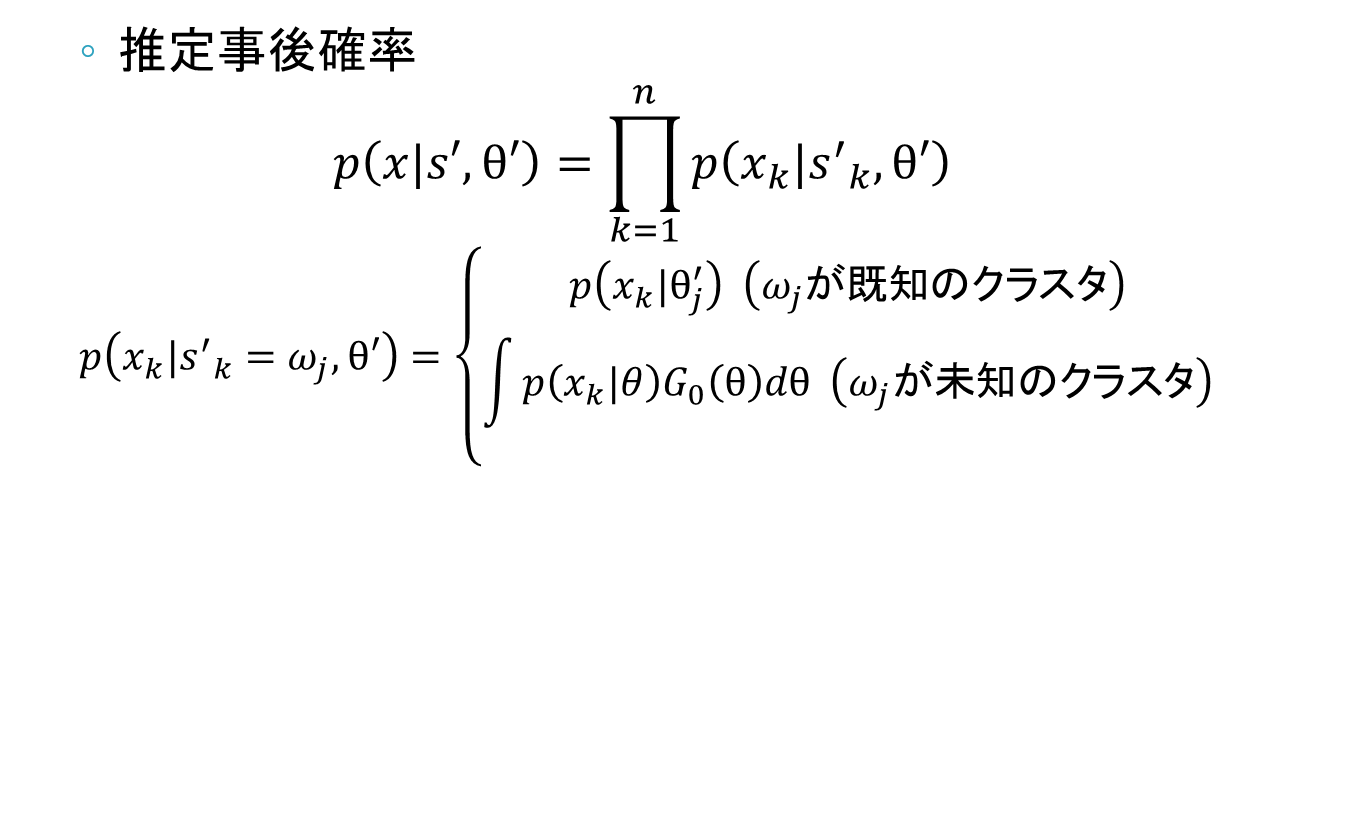 ◦ 推定事後確率
p(x|s′, θ′) = ∏_{k=1}^{n} p(x_k|s′_k, θ′)
p(x_k|s′_k = ω_j, θ′) = {
p(x_k|θ′_j) (ω_jが既知のクラスタ)
∫ p(x_k|θ)G_0(θ)dθ (ω_jが未知のクラスタ)